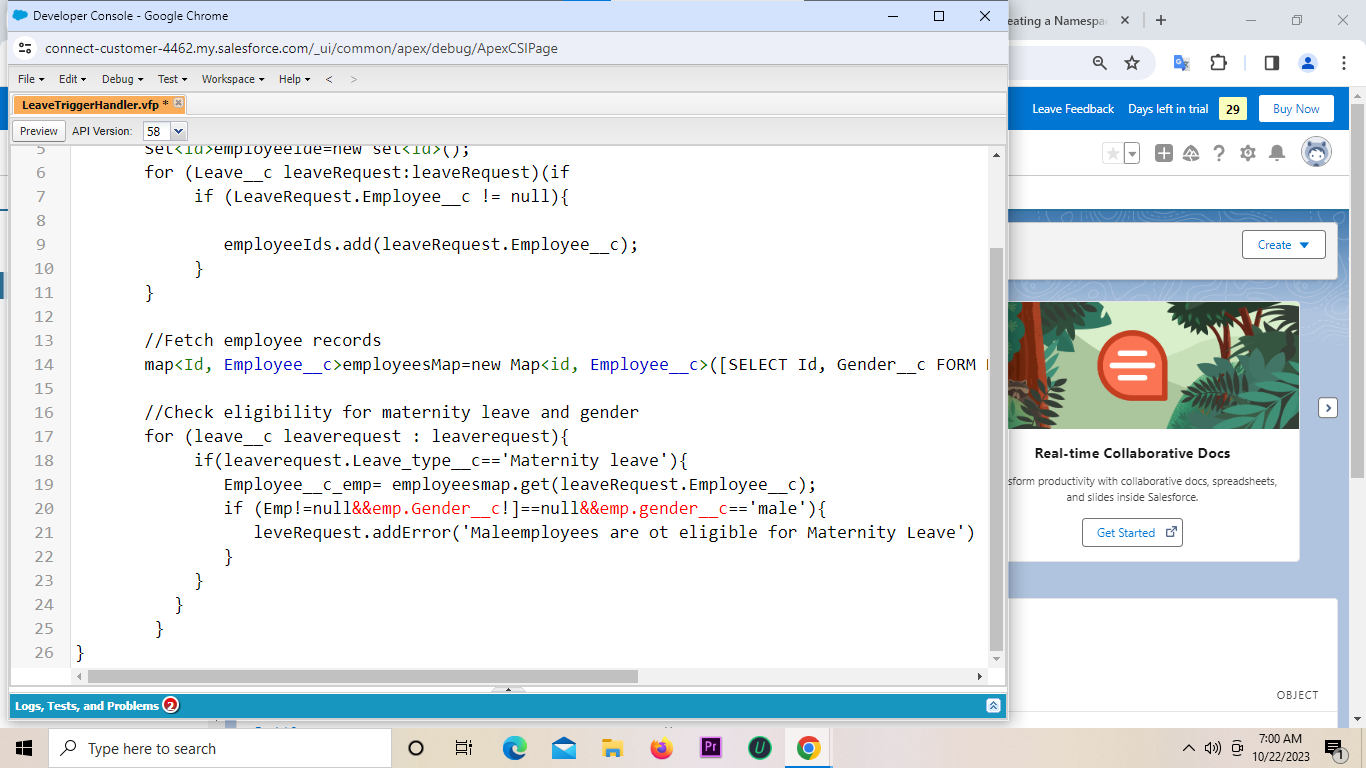 Developer Console - Google Chrome
eating a Namespa
connect-customer-4462.my.salesforce.com/_ui/common/apex/debug/ApexCSIPage
File Edit Debug Test Workspace Help < >
LeaveTriggerHandler.vfp *
Preview API Version: 58
Leave Feedback Days left in trial 29 Buy Now
5 Set<Id>employeeIde=new set<id>();
6 for (Leave__c leaveRequest:leaveRequest)(if
7 if (LeaveRequest.Employee__c != null){
8
9 employeeIds.add(leaveRequest.Employee__c);
10 }
11 }
12
13 //Fetch employee records
14 map<Id, Employee__c>employeesMap=new Map<id, Employee__c>([SELECT Id, Gender__c FORM
15
16 //Check eligibility for maternity leave and gender
17 for (leave__c leaverequest : leaverequest){
18 if(leaverequest.Leave_type__c=='Maternity leave'){
19 Employee__c_emp= employeesmap.get(leaveRequest.Employee__c);
20 if (Emp!=null&&emp.Gender__c!]==null&&emp.gender__c=='male'){
21 leveRequest.addError('Maleemployees are ot eligible for Maternity Leave')
22 }
23 }
24 }
25 }
26 }
Create
Real-time Collaborative Docs
sform productivity with collaborative docs, spreadsheets,
and slides inside Salesforce.
Get Started
OBJECT
Logs, Tests, and Problems 2
Type here to search
Pr
U
7:00 AM
10/22/2023
1